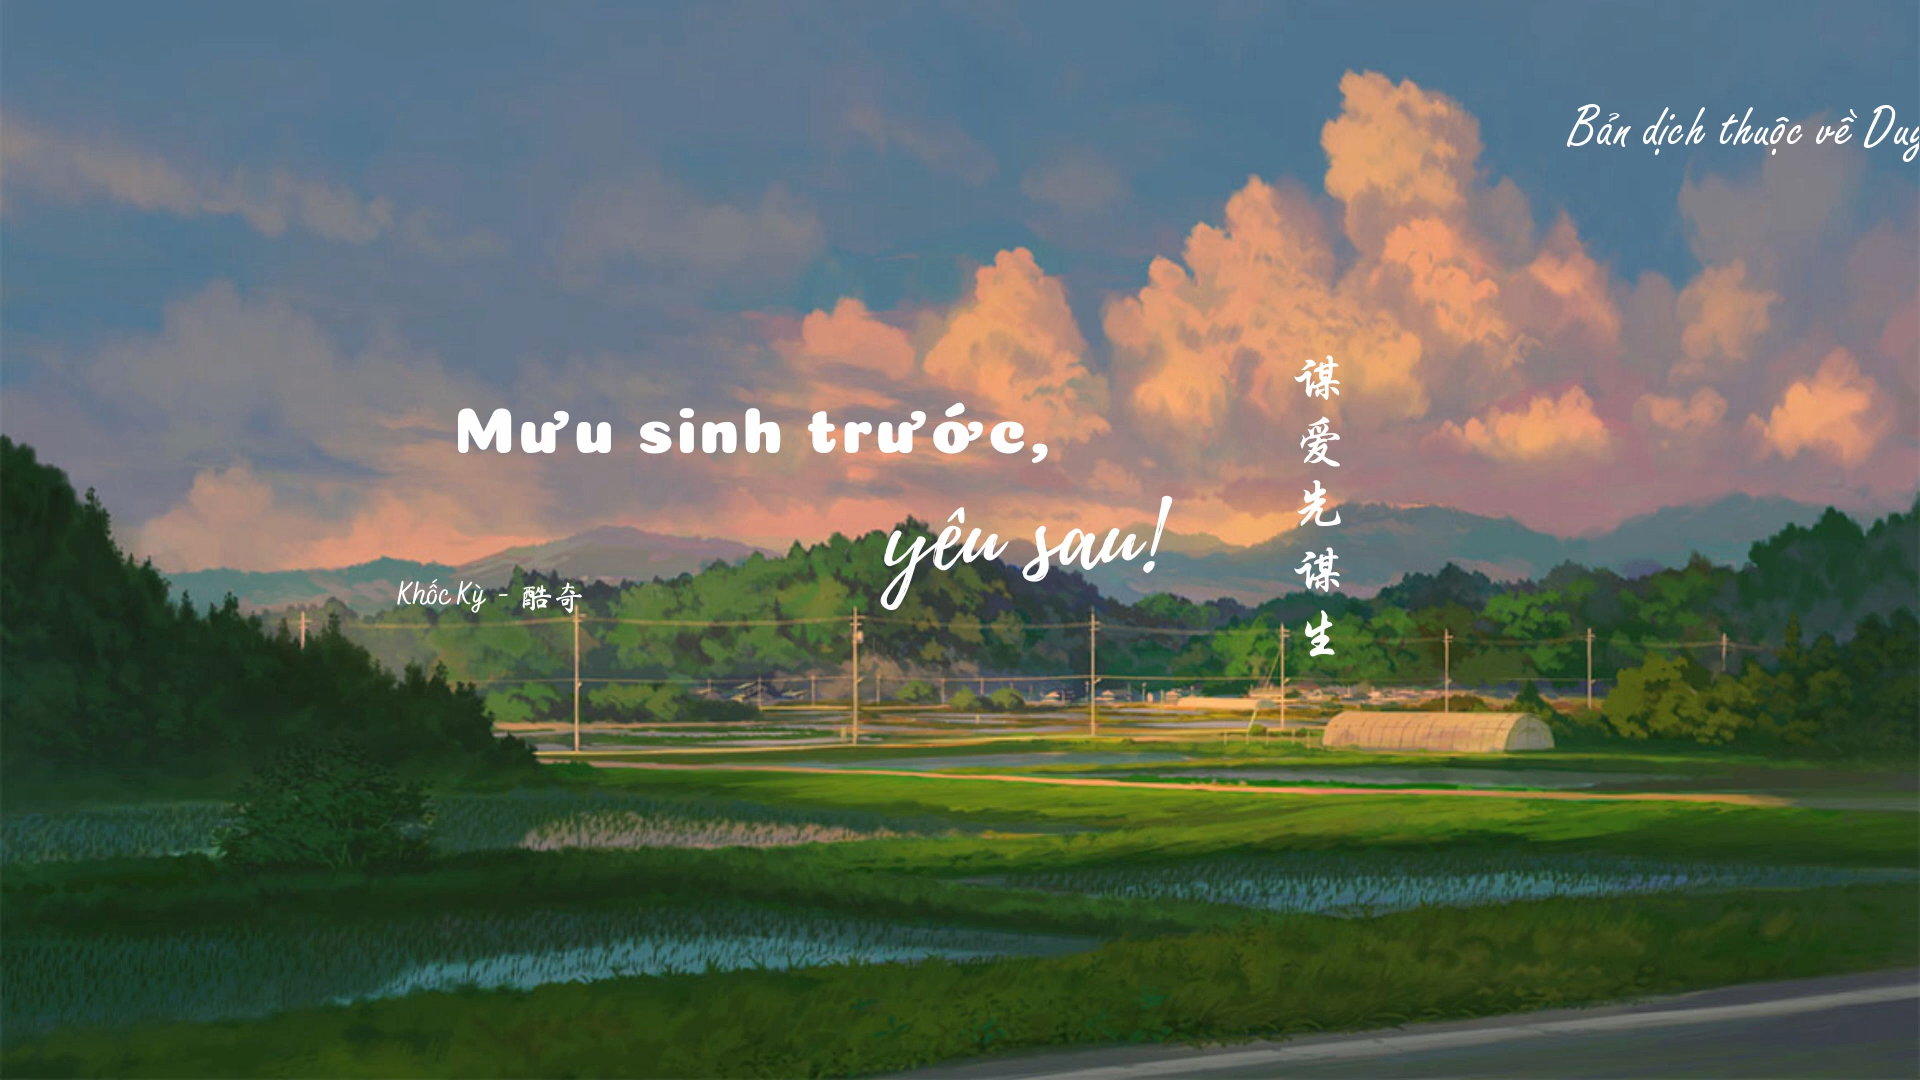 Bản dịch thuộc về
Mưu sinh trước,
yêu sau!
Khốc Kỳ - 酷奇
谋爱先谋生